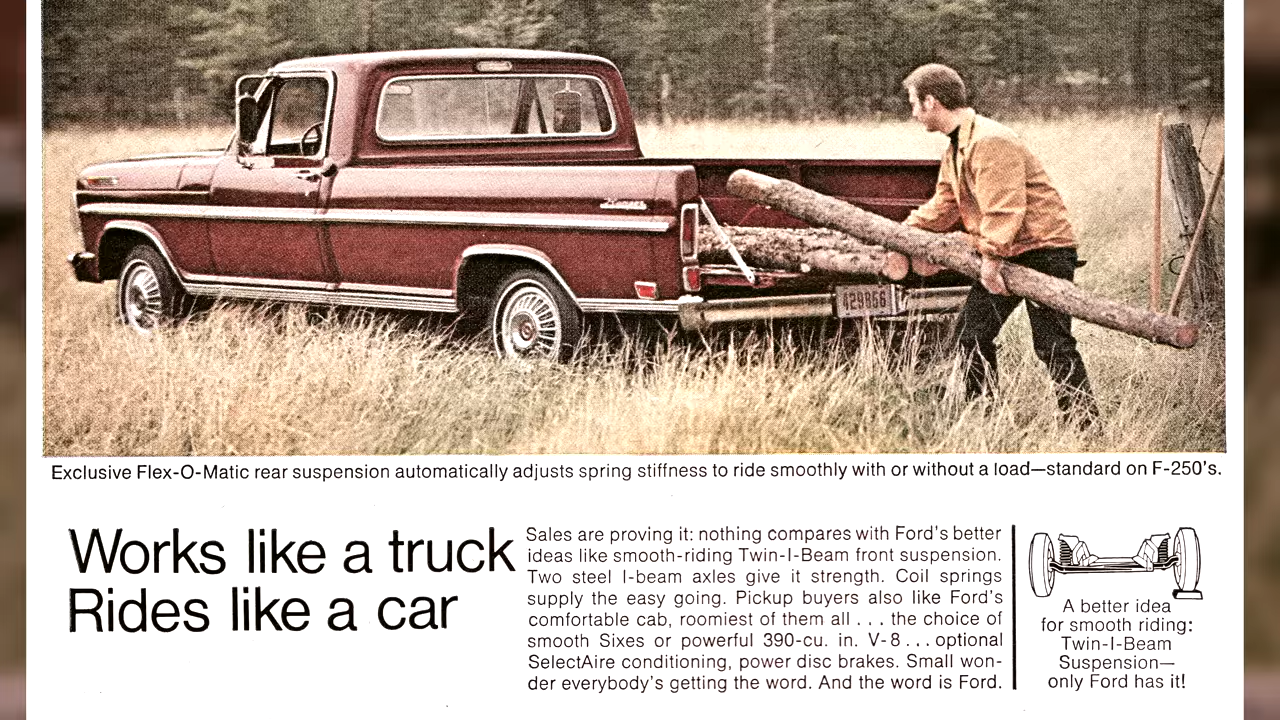 429856
Exclusive Flex-O-Matic rear suspension automatically adjusts spring stiffness to ride smoothly with or without a load—standard on F-250's.
Works like a truck
Rides like a car
Sales are proving it: nothing compares with Ford's better
ideas like smooth-riding Twin-I-Beam front suspension.
Two steel I-beam axles give it strength. Coil springs
supply the easy going. Pickup buyers also like Ford's
comfortable cab, roomiest of them all . . . the choice of
smooth Sixes or powerful 390-cu. in. V-8 . . . optional
SelectAire conditioning, power disc brakes. Small won-
der everybody's getting the word. And the word is Ford.
A better idea
for smooth riding:
Twin-I-Beam
Suspension—
only Ford has it!